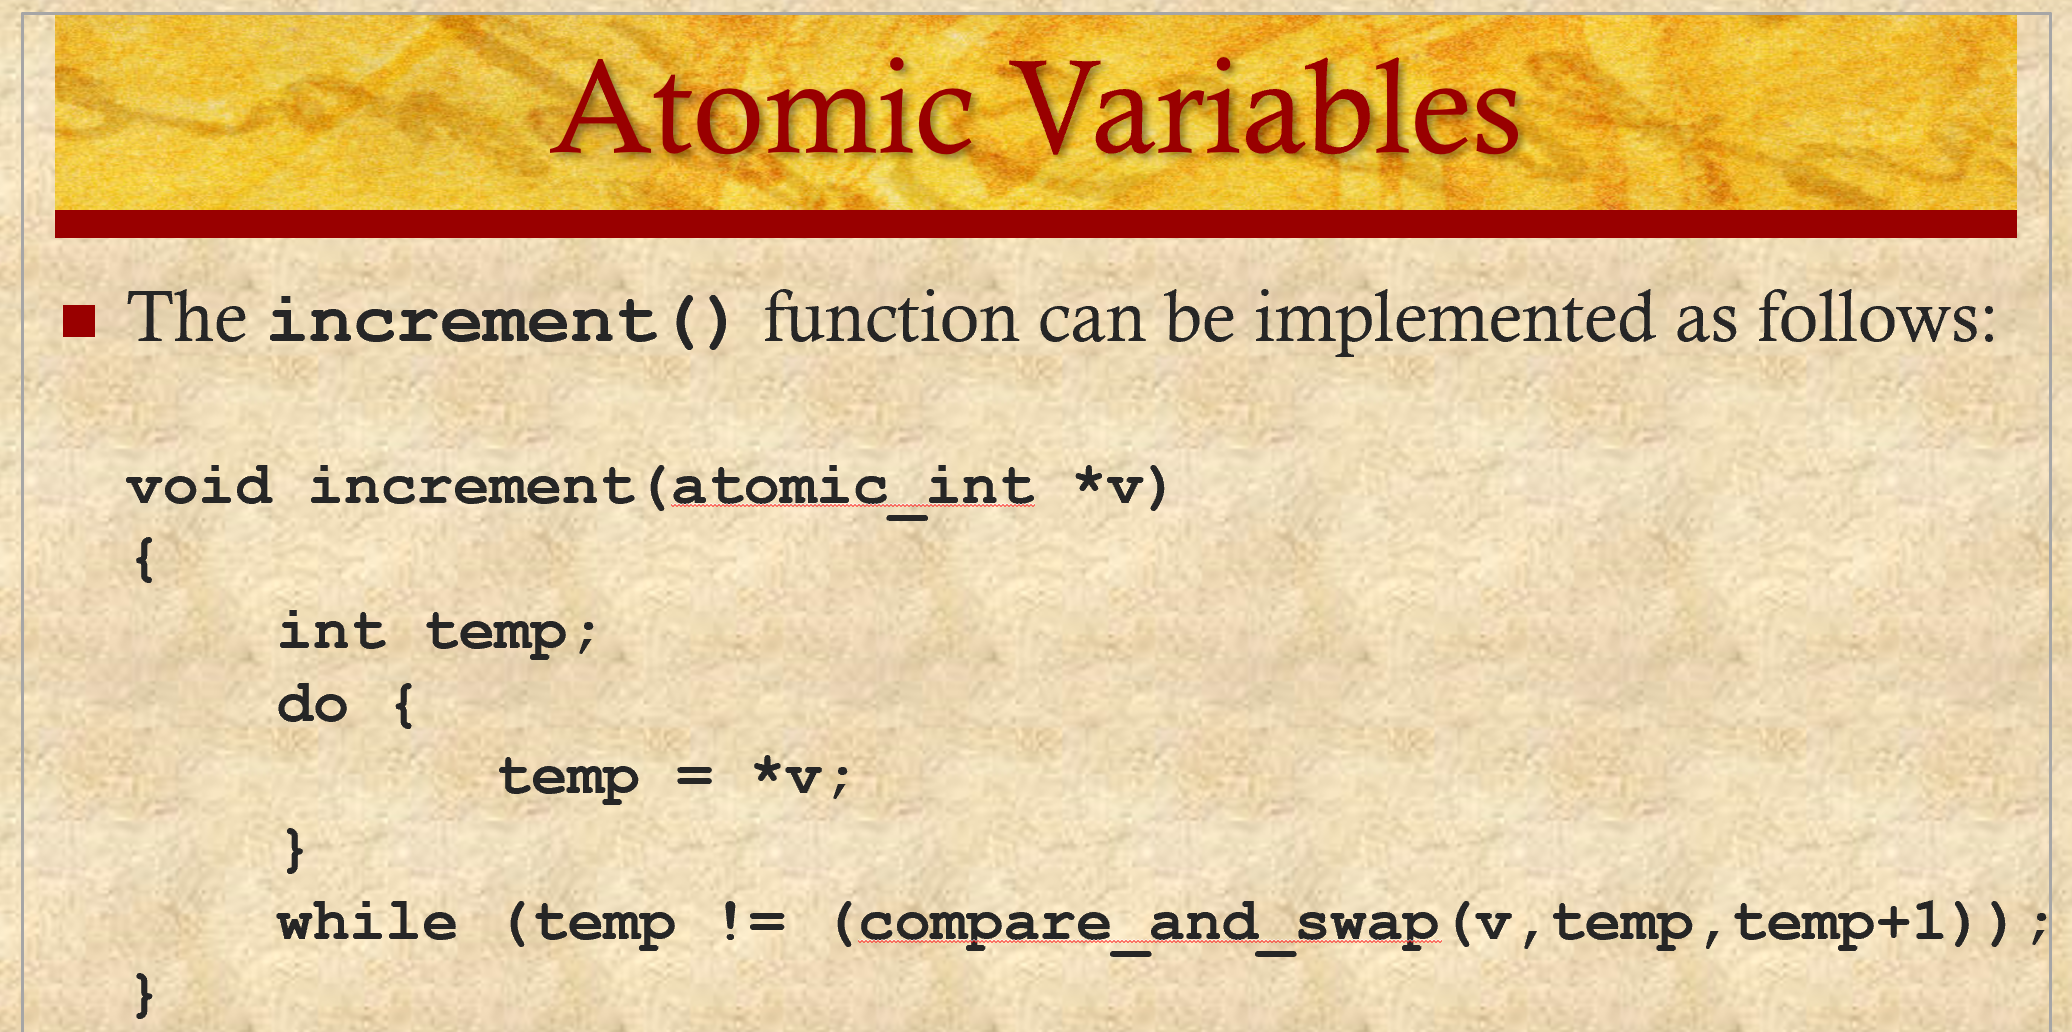 Atomic Variables
The increment() function can be implemented as follows:
void increment(atomic_int *v)
{
int temp;
do {
temp = *v;
}
while (temp != (compare_and_swap(v,temp,temp+1));
}